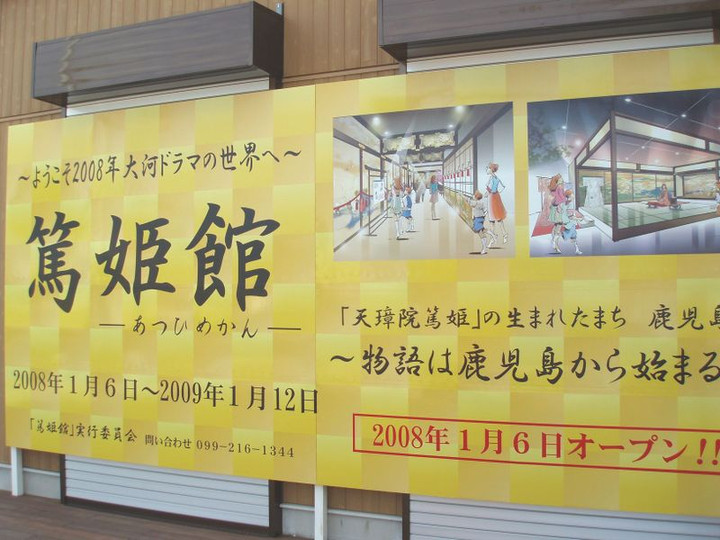 ～ようこそ2008年大河ドラマの世界へ～
篤姫館
―あつひめかん―
2008年1月6日～2009年1月12日
「篤姫館」実行委員会 問い合わせ 099-216-1344
「天璋院篤姫」の生まれたまち 鹿児島
～物語は鹿児島から始まる
2008年1月6日オープン!!